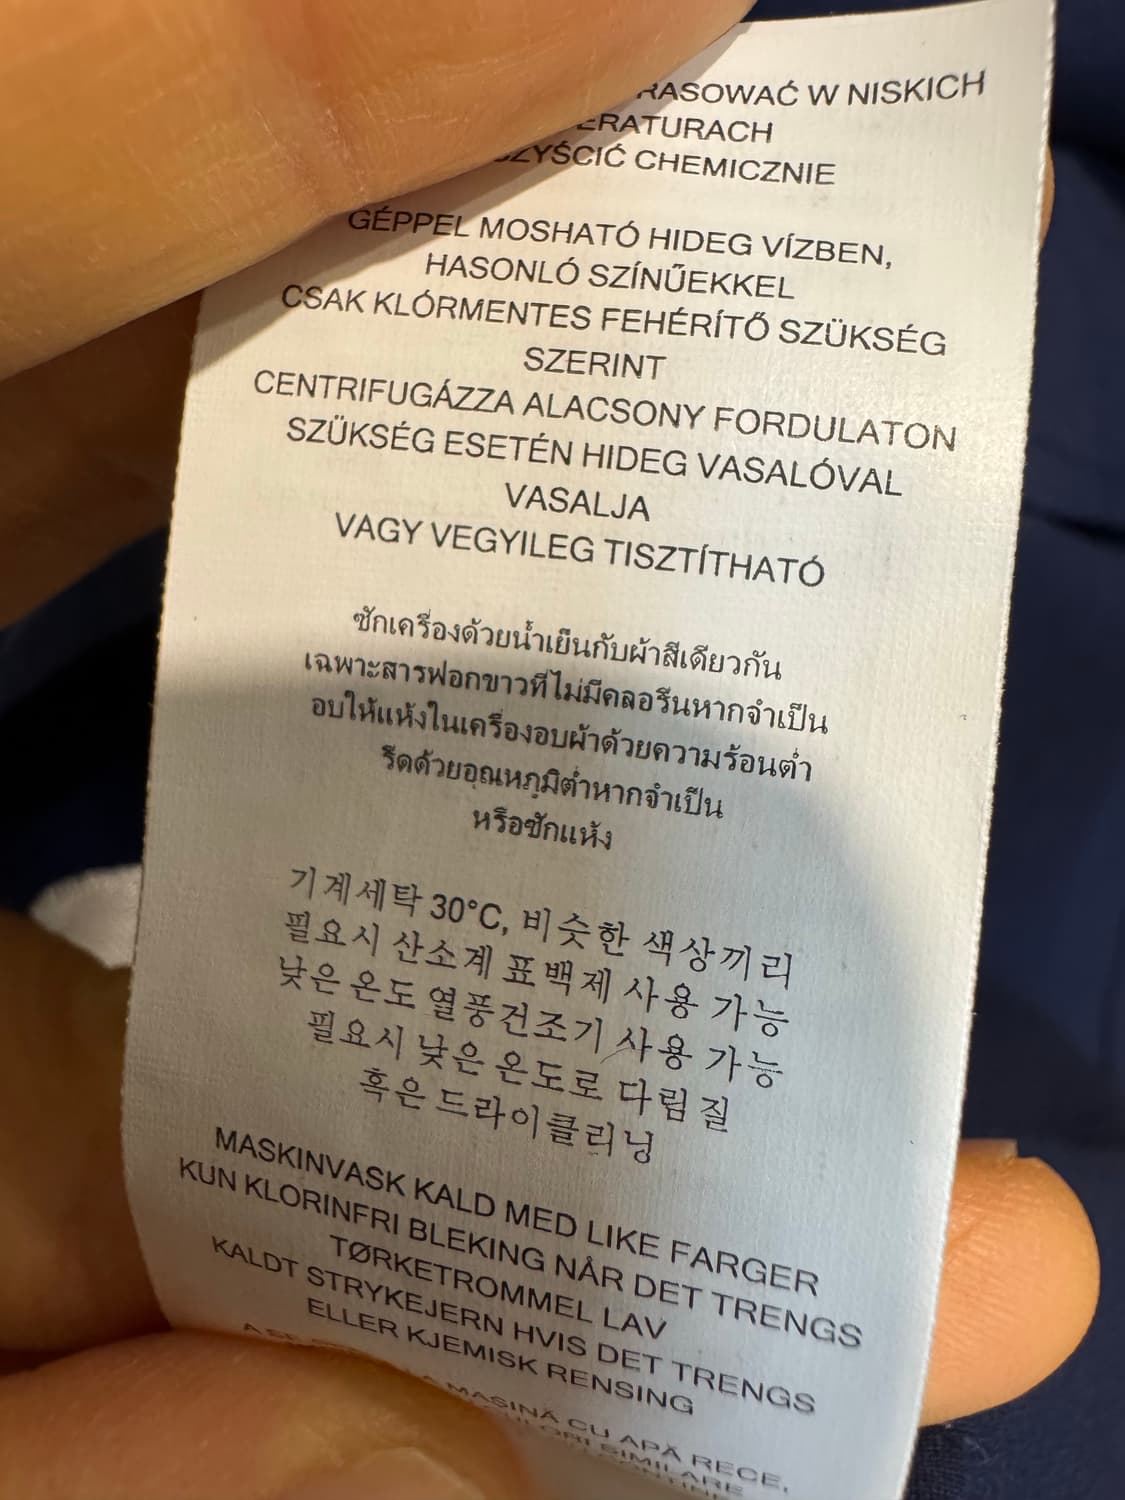 W NISKICH
CHEMICZNIE
GÉPPEL MOSHATÓ HIDEG VÍZBEN,
HASONLÓ SZÍNŰEKKEL
CSAK KLÓRMENTES FEHÉRÍTŐ SZÜKSÉG
SZERINT
CENTRIFUGÁZZA ALACSONY FORDULATON
SZÜKSÉG ESETÉN HIDEG VASALÓVAL
VASALJA
VAGY VEGYILEG TISZTÍTHATÓ
ซักเครื่องด้วยน้ำเย็นกับผ้าสีเดียวกัน
เฉพาะสารฟอกขาวที่ไม่มีคลอรีนหากจำเป็น
อบให้แห้งในเครื่องอบผ้าด้วยความร้อนต่ำ
รีดด้วยอุณหภูมิต่ำหากจำเป็น
หรือซักแห้ง
기계세탁 30°C, 비슷한 색상끼리
필요시 산소계 표백제 사용 가능
낮은 온도 열풍건조기 사용 가능
필요시 낮은 온도로 다림질
혹은 드라이클리닝
MASKINVASK KALD MED LIKE FARGER
KUN KLORINFRI BLEKING NÅR DET TRENGS
TØRKETROMMEL LAV
KALDT STRYKEJERN HVIS DET TRENGS
ELLER KJEMISK RENSING
MASINĂ CU APĂ RECE,
SIMILARE